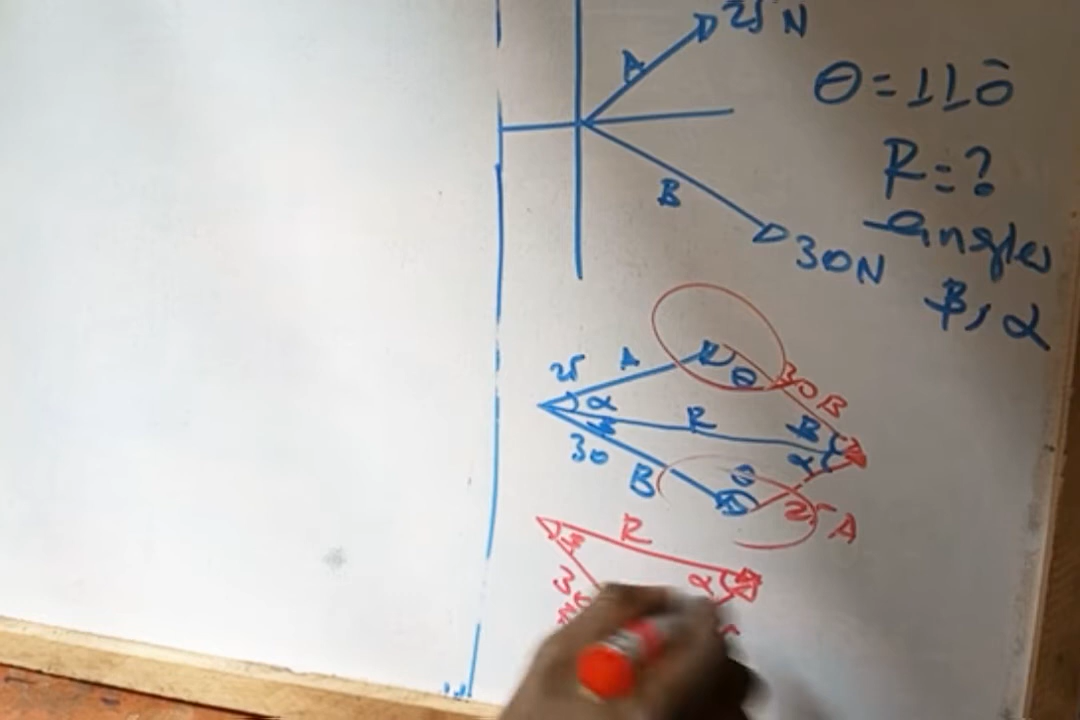 25 N
A
θ = 110
R = ?
B
angles
30N
β, α
25 A θ 30 B
α R β
β α
30 B θ 25 A
R
β α